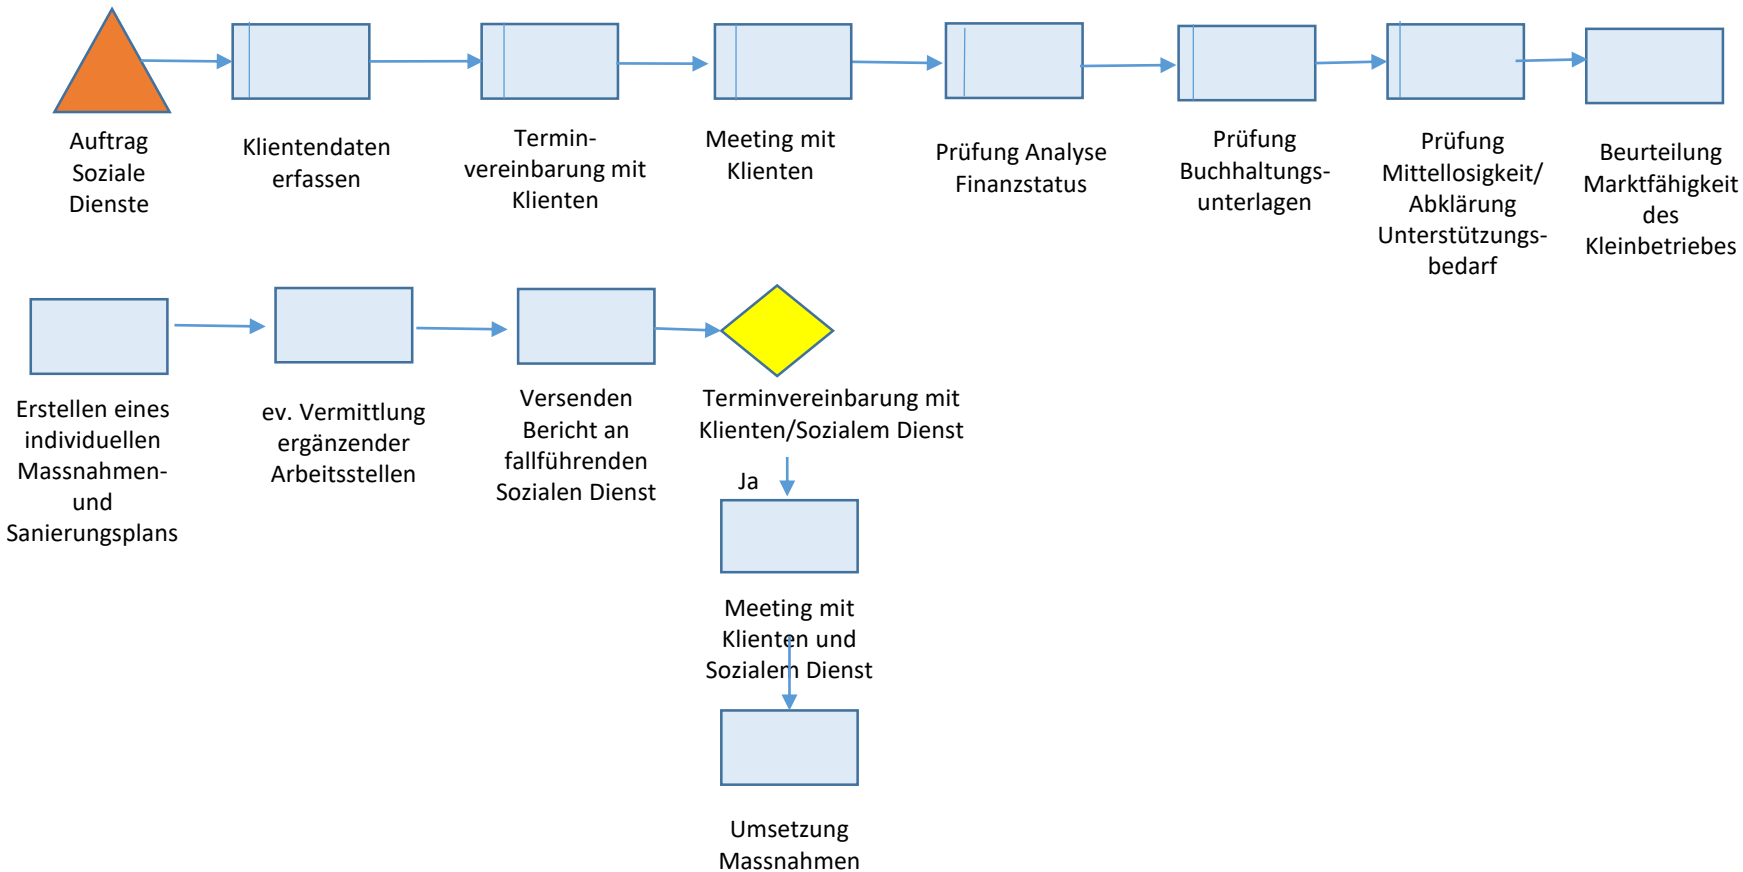 Auftrag
Soziale
Dienste
Klientendaten
erfassen
Termin-
vereinbarung mit
Klienten
Meeting mit
Klienten
Prüfung Analyse
Finanzstatus
Prüfung
Buchhaltungs-
unterlagen
Prüfung
Mittellosigkeit/
Abklärung
Unterstützungs-
bedarf
Beurteilung
Marktfähigkeit
des
Kleinbetriebes
Erstellen eines
individuellen
Massnahmen-
und
Sanierungsplans
ev. Vermittlung
ergänzender
Arbeitsstellen
Versenden
Bericht an
fallführenden
Sozialen Dienst
Terminvereinbarung mit
Klienten/Sozialem Dienst
Ja
Meeting mit
Klienten und
Sozialem Dienst
Umsetzung
Massnahmen